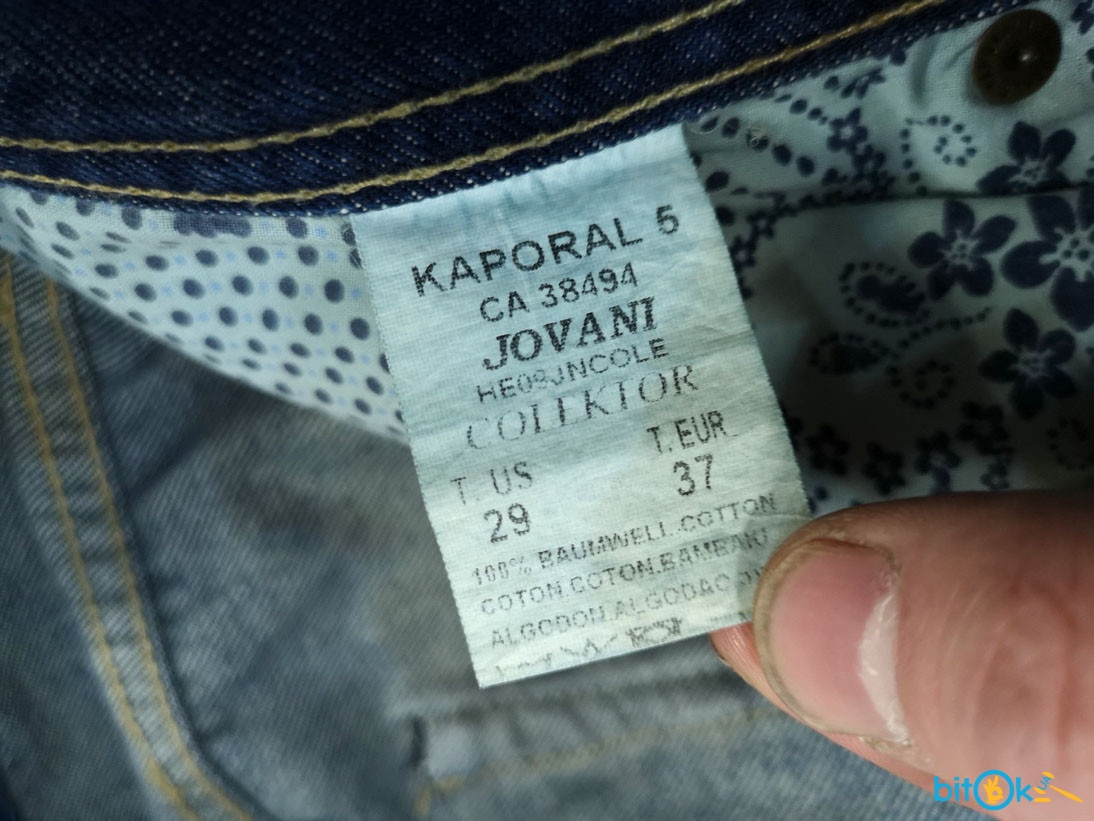 KAPORAL 5
CA 38494
JOVANI
HE08JNCOLE
COLLKTOR
T. US T. EUR
29 37
100% BAUMWELL.COTTON
COTON.COTON.BAMBAKI
ALGODON.ALGODAO
bitOk UA